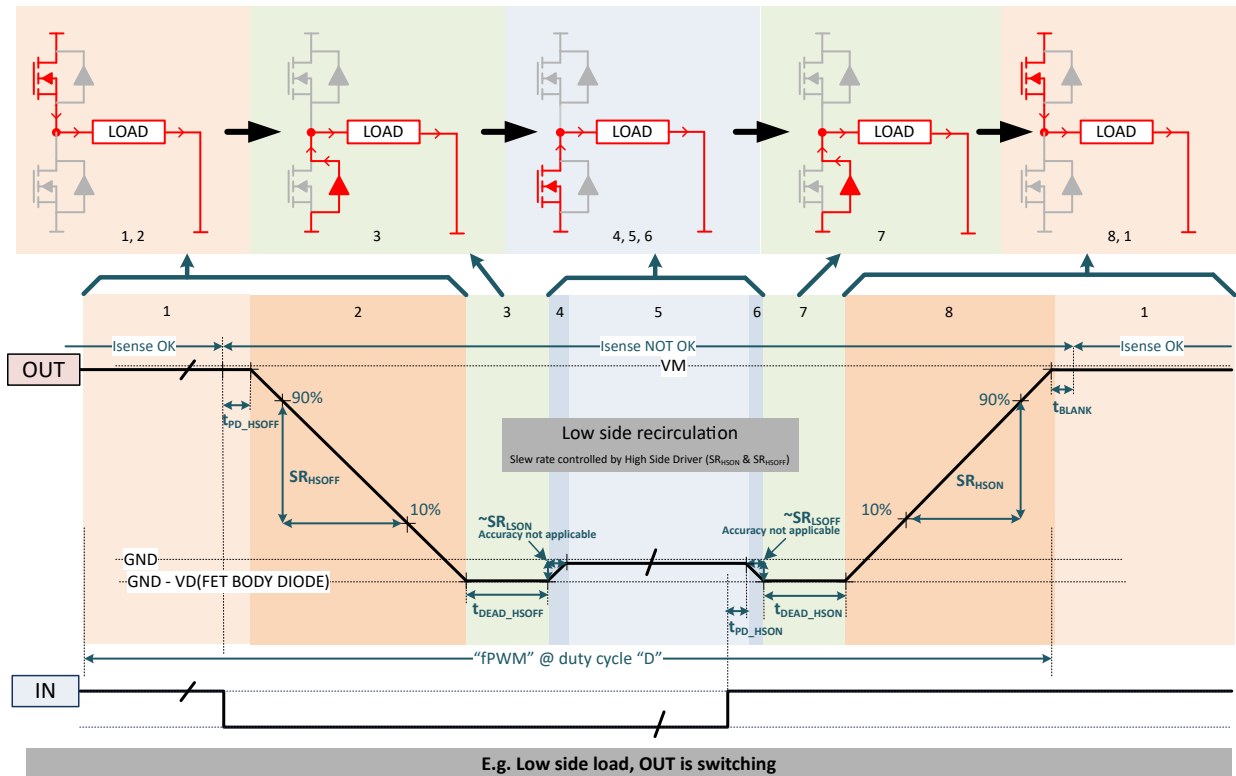 LOAD
LOAD
LOAD
LOAD
LOAD
1, 2
3
4, 5, 6
7
8, 1
1
2
3
4
5
6
7
8
1
Isense OK
Isense NOT OK
Isense OK
OUT
VM
90%
90%
tPD_HSOFF
tBLANK
Low side recirculation
Slew rate controlled by High Side Driver (SRHSON & SRHSOFF)
SRHSOFF
SRHSON
10%
10%
~SRLSON
Accuracy not applicable
~SRLSOFF
Accuracy not applicable
GND
GND - VD(FET BODY DIODE)
tDEAD_HSOFF
tDEAD_HSON
tPD_HSON
“fPWM” @ duty cycle “D”
IN
E.g. Low side load, OUT is switching